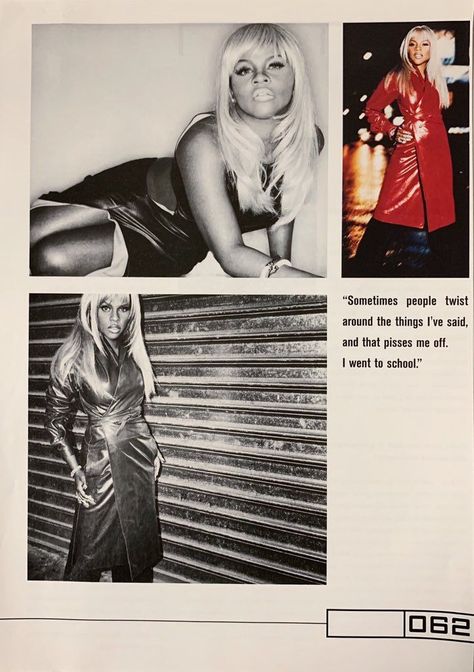 “Sometimes people twist
around the things I’ve said,
and that pisses me off.
I went to school.”
062